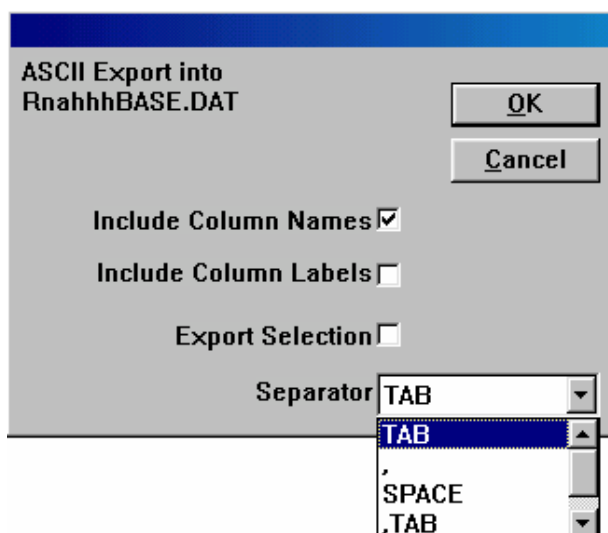 ASCII Export into
RnahhhBASE.DAT
OK
Cancel
Include Column Names
Include Column Labels
Export Selection
Separator TAB
TAB
,
SPACE
,TAB